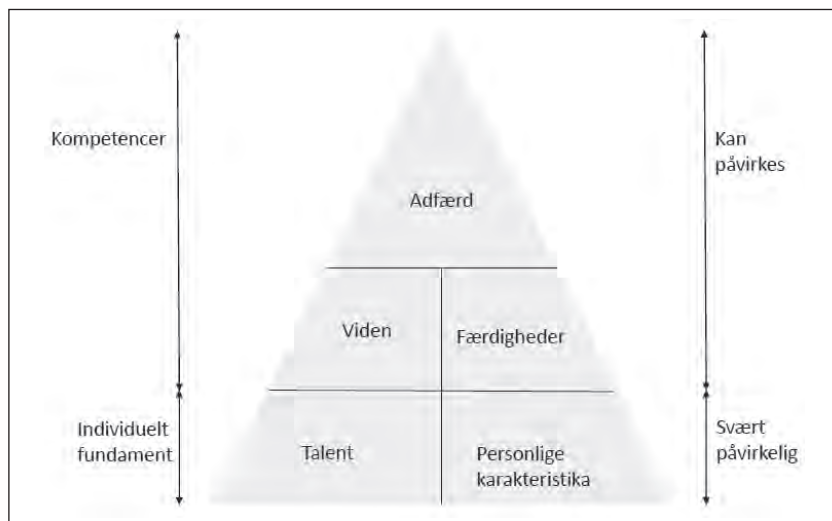 Kompetencer
Kan
påvirkes
Adfærd
Viden
Færdigheder
Individuelt
fundament
Talent
Personlige
karakteristika
Svært
påvirkelig